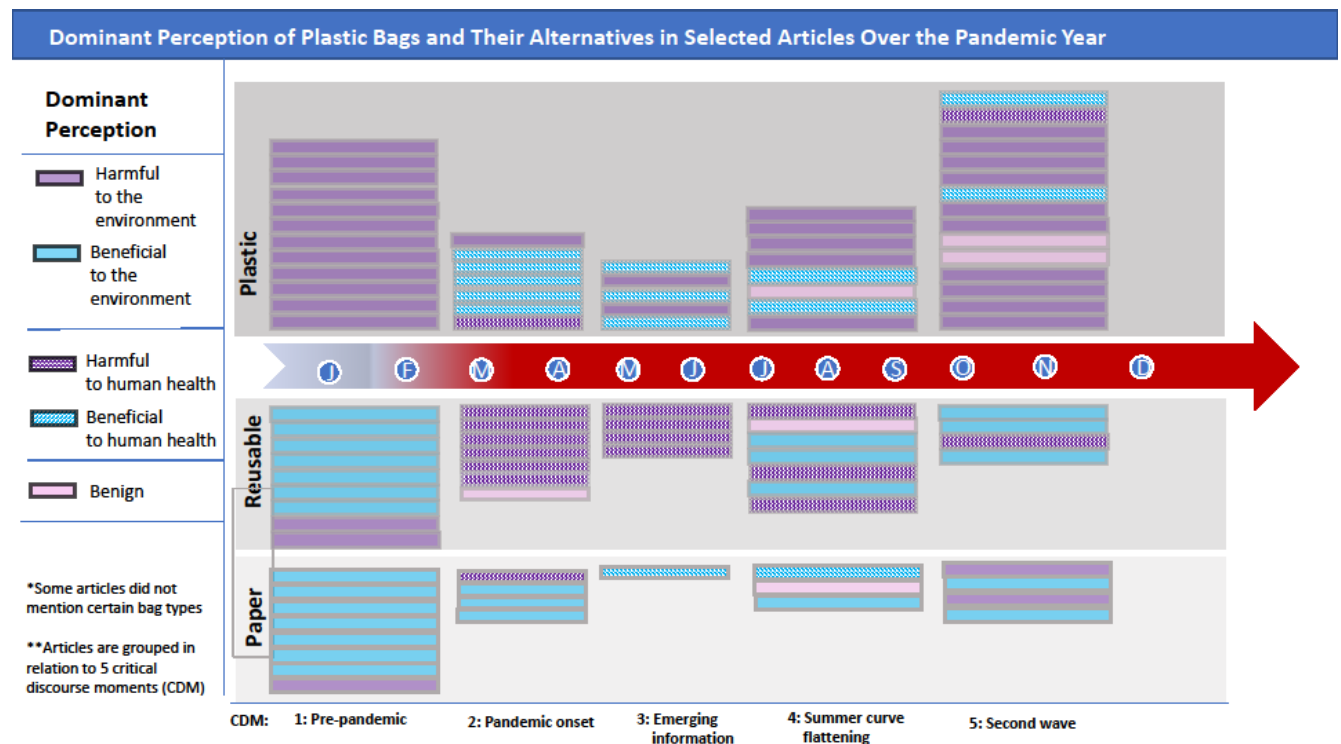 Dominant Perception of Plastic Bags and Their Alternatives in Selected Articles Over the Pandemic Year
Dominant
Perception
Harmful
to the
environment
Beneficial
to the
environment
Harmful
to human health
Beneficial
to human health
Benign
*Some articles did not
mention certain bag types
**Articles are grouped in
relation to 5 critical
discourse moments (CDM)
Plastic
J F M A M J J A S O N D
Reusable
Paper
CDM:
1: Pre-pandemic
2: Pandemic onset
3: Emerging
information
4: Summer curve
flattening
5: Second wave